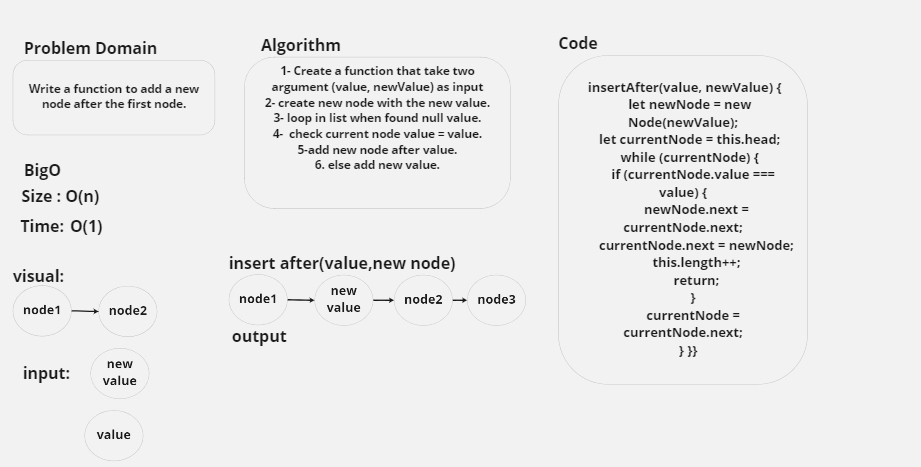 Problem Domain
Write a function to add a new
node after the first node.
BigO
Size : O(n)
Time: O(1)
visual:
node1
node2
input:
new
value
value
Algorithm
1- Create a function that take two
argument (value, newValue) as input
2- create new node with the new value.
3- loop in list when found null value.
4- check current node value = value.
5-add new node after value.
6. else add new value.
insert after(value,new node)
node1
new
value
node2
node3
output
Code
insertAfter(value, newValue) {
let newNode = new
Node(newValue);
let currentNode = this.head;
while (currentNode) {
if (currentNode.value ===
value) {
newNode.next =
currentNode.next;
currentNode.next = newNode;
this.length++;
return;
}
currentNode =
currentNode.next;
} }}